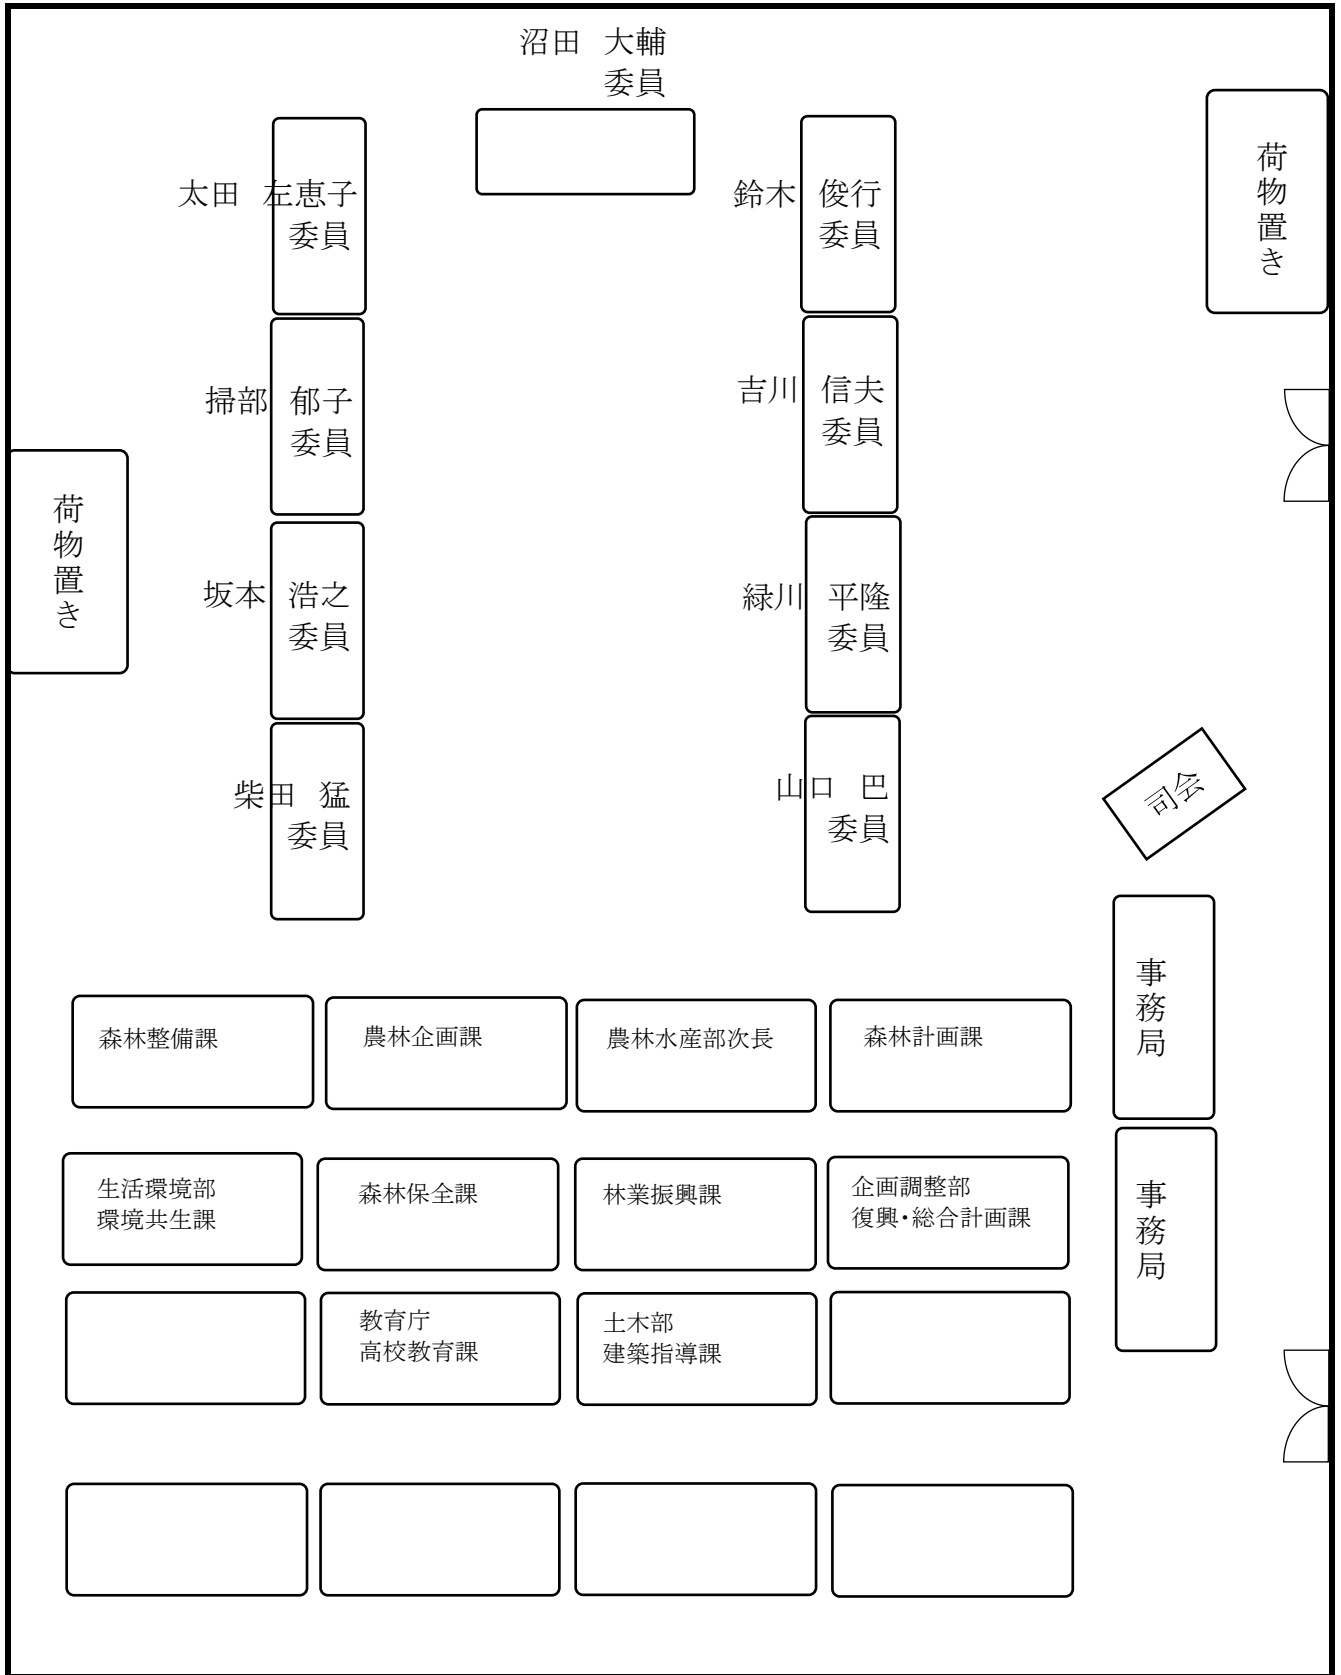 沼田 大輔
委員
太田 左恵子
委員
鈴木 俊行
委員
荷物置き
掃部 郁子
委員
吉川 信夫
委員
荷物置き
坂本 浩之
委員
緑川 平隆
委員
柴田 猛
委員
山口 巴
委員
司会
事務局
森林整備課
農林企画課
農林水産部次長
森林計画課
生活環境部
環境共生課
森林保全課
林業振興課
企画調整部
復興・総合計画課
事務局
教育庁
高校教育課
土木部
建築指導課